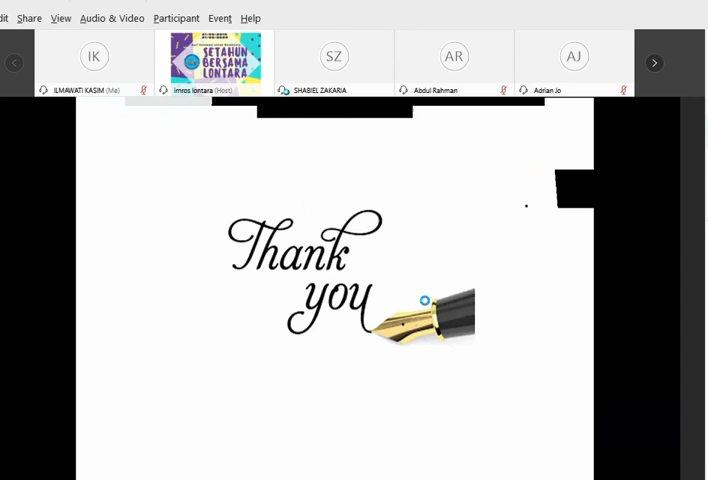 dit Share View Audio & Video Participant Event Help
IK
SETAHUN
BERSAMA
LONTARA
SZ
AR
AJ
ILMAWATI KASIM (Me)
Imros lontara (Host)
SHABIEL ZAKARIA
Abdul Rahman
Adrian Jo
Thank
you